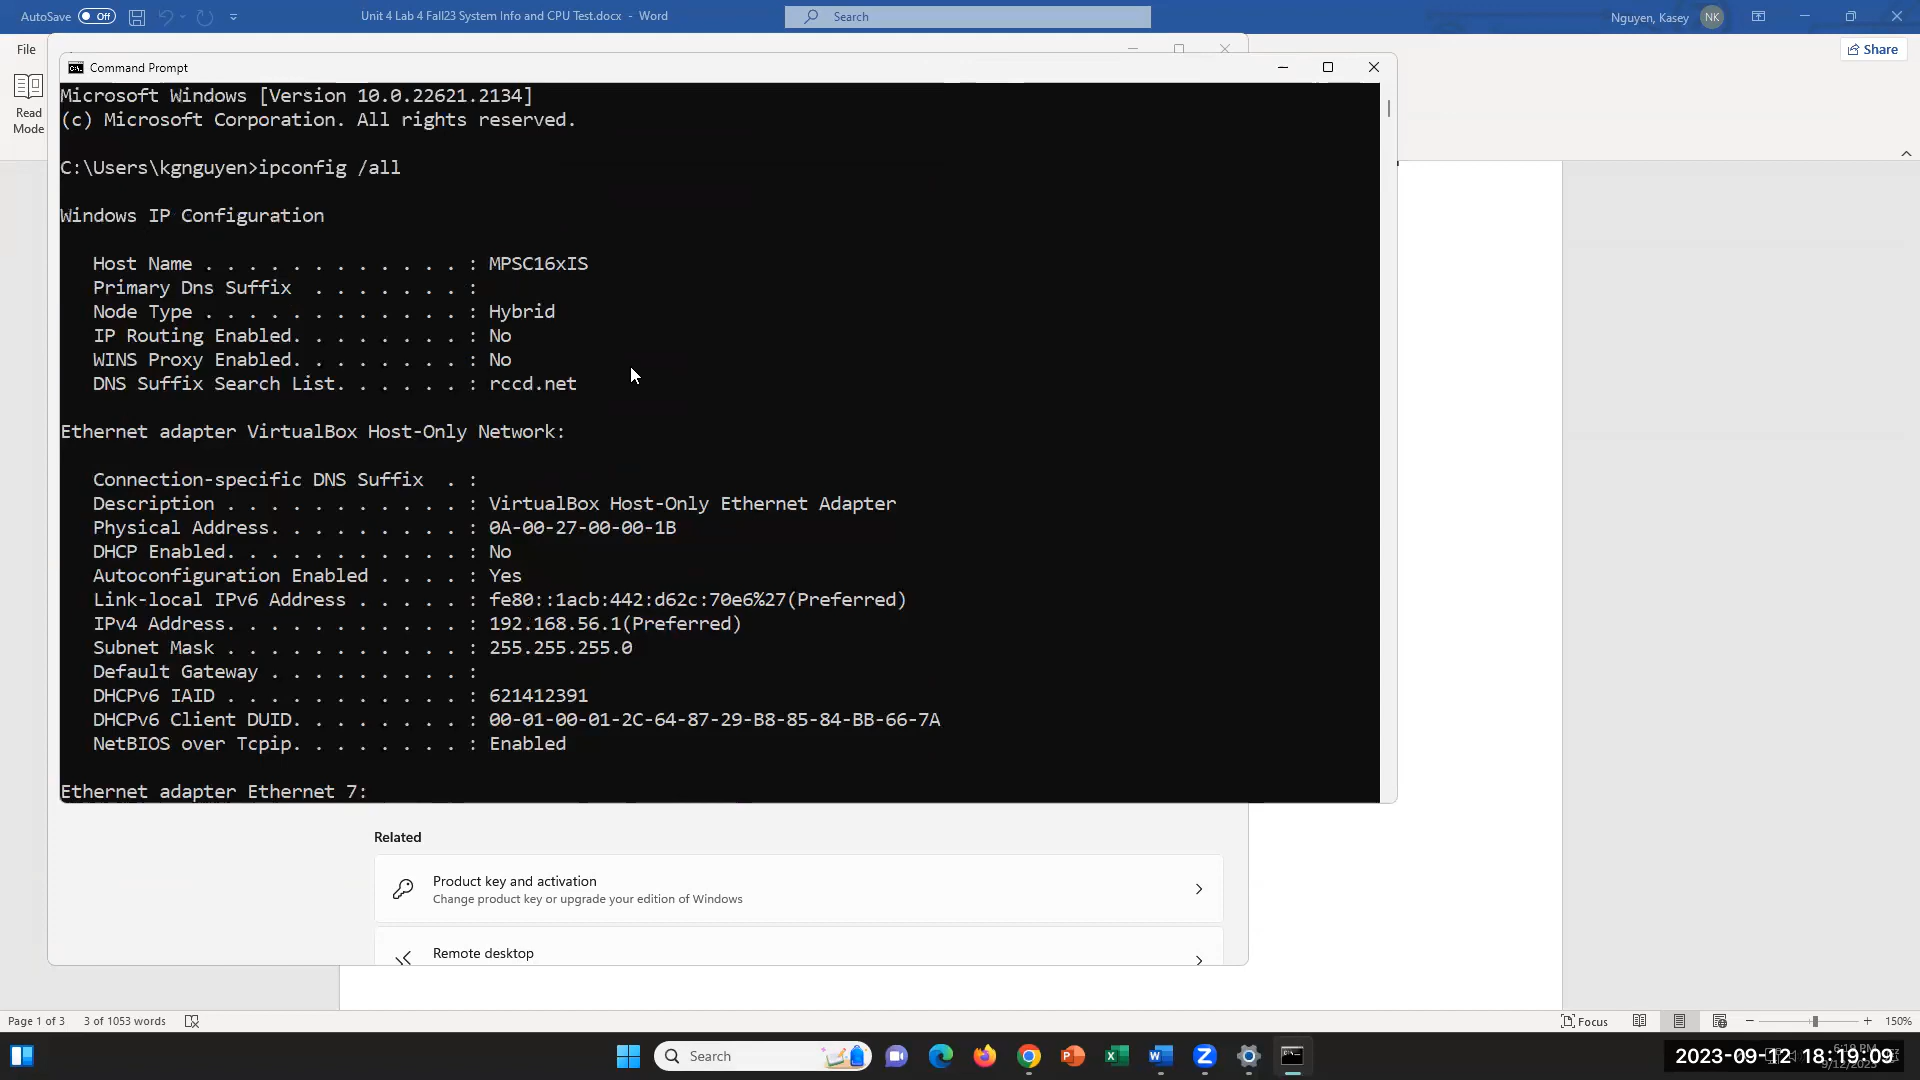 AutoSave Off
Unit 4 Lab 4 Fall23 System Info and CPU Test.docx - Word
Search
Nguyen, Kasey NK
File
Share
Read
Mode
Command Prompt
Microsoft Windows [Version 10.0.22621.2134]
(c) Microsoft Corporation. All rights reserved.
C:\Users\kgnguyen>ipconfig /all
Windows IP Configuration
Host Name . . . . . . . . . . . . : MPSC16xIS
Primary Dns Suffix  . . . . . . . :
Node Type . . . . . . . . . . . . : Hybrid
IP Routing Enabled. . . . . . . . : No
WINS Proxy Enabled. . . . . . . . : No
DNS Suffix Search List. . . . . . : rccd.net
Ethernet adapter VirtualBox Host-Only Network:
Connection-specific DNS Suffix  . :
Description . . . . . . . . . . . : VirtualBox Host-Only Ethernet Adapter
Physical Address. . . . . . . . . : 0A-00-27-00-00-1B
DHCP Enabled. . . . . . . . . . . : No
Autoconfiguration Enabled . . . . : Yes
Link-local IPv6 Address . . . . . : fe80::1acb:442:d62c:70e6%27(Preferred)
IPv4 Address. . . . . . . . . . . : 192.168.56.1(Preferred)
Subnet Mask . . . . . . . . . . . : 255.255.255.0
Default Gateway . . . . . . . . . :
DHCPv6 IAID . . . . . . . . . . . : 621412391
DHCPv6 Client DUID. . . . . . . . : 00-01-00-01-2C-64-87-29-B8-85-84-BB-66-7A
NetBIOS over Tcpip. . . . . . . . : Enabled
Ethernet adapter Ethernet 7:
Related
Product key and activation
Change product key or upgrade your edition of Windows
Remote desktop
Page 1 of 3
3 of 1053 words
Focus
150%
Search
2023-09-12 18:19:09